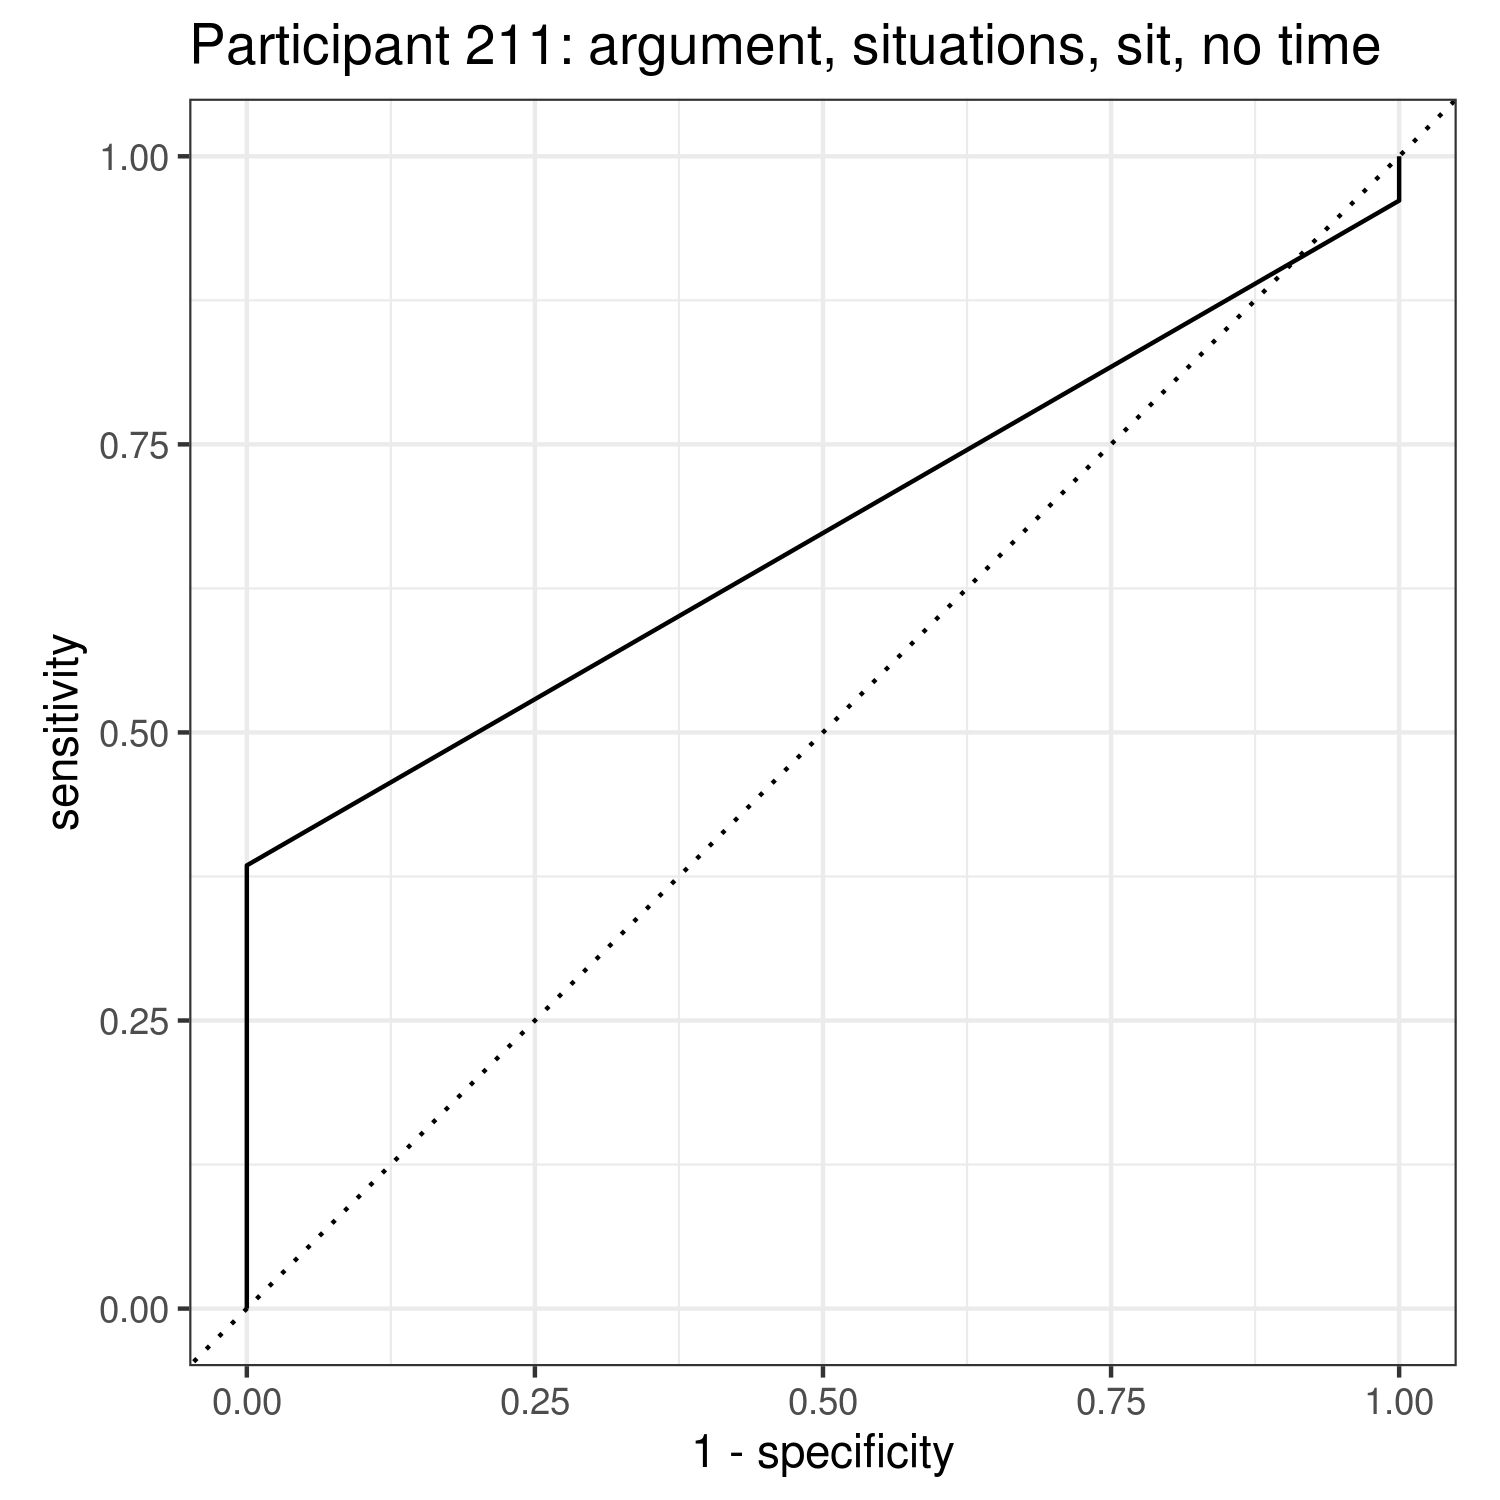 Participant 211: argument, situations, sit, no time
1.00
0.75
0.50
0.25
0.00
sensitivity
0.00 0.25 0.50 0.75 1.00
1 - specificity